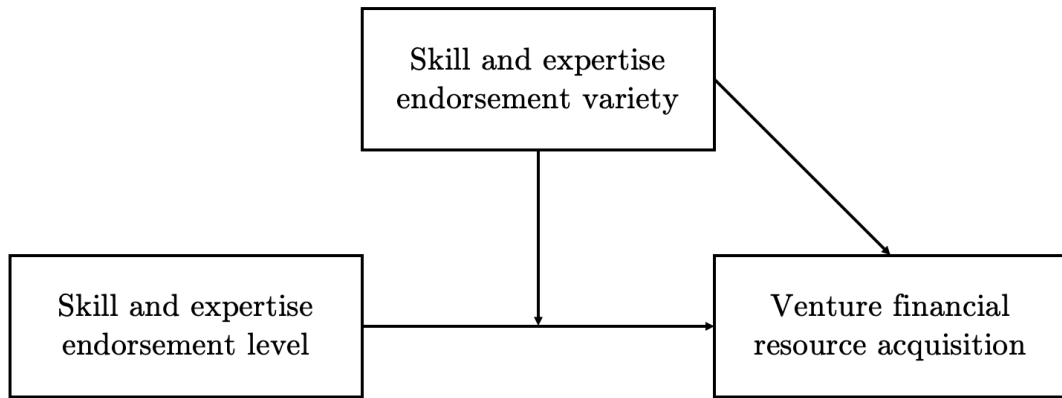 Skill and expertise
endorsement variety
Skill and expertise
endorsement level
Venture financial
resource acquisition